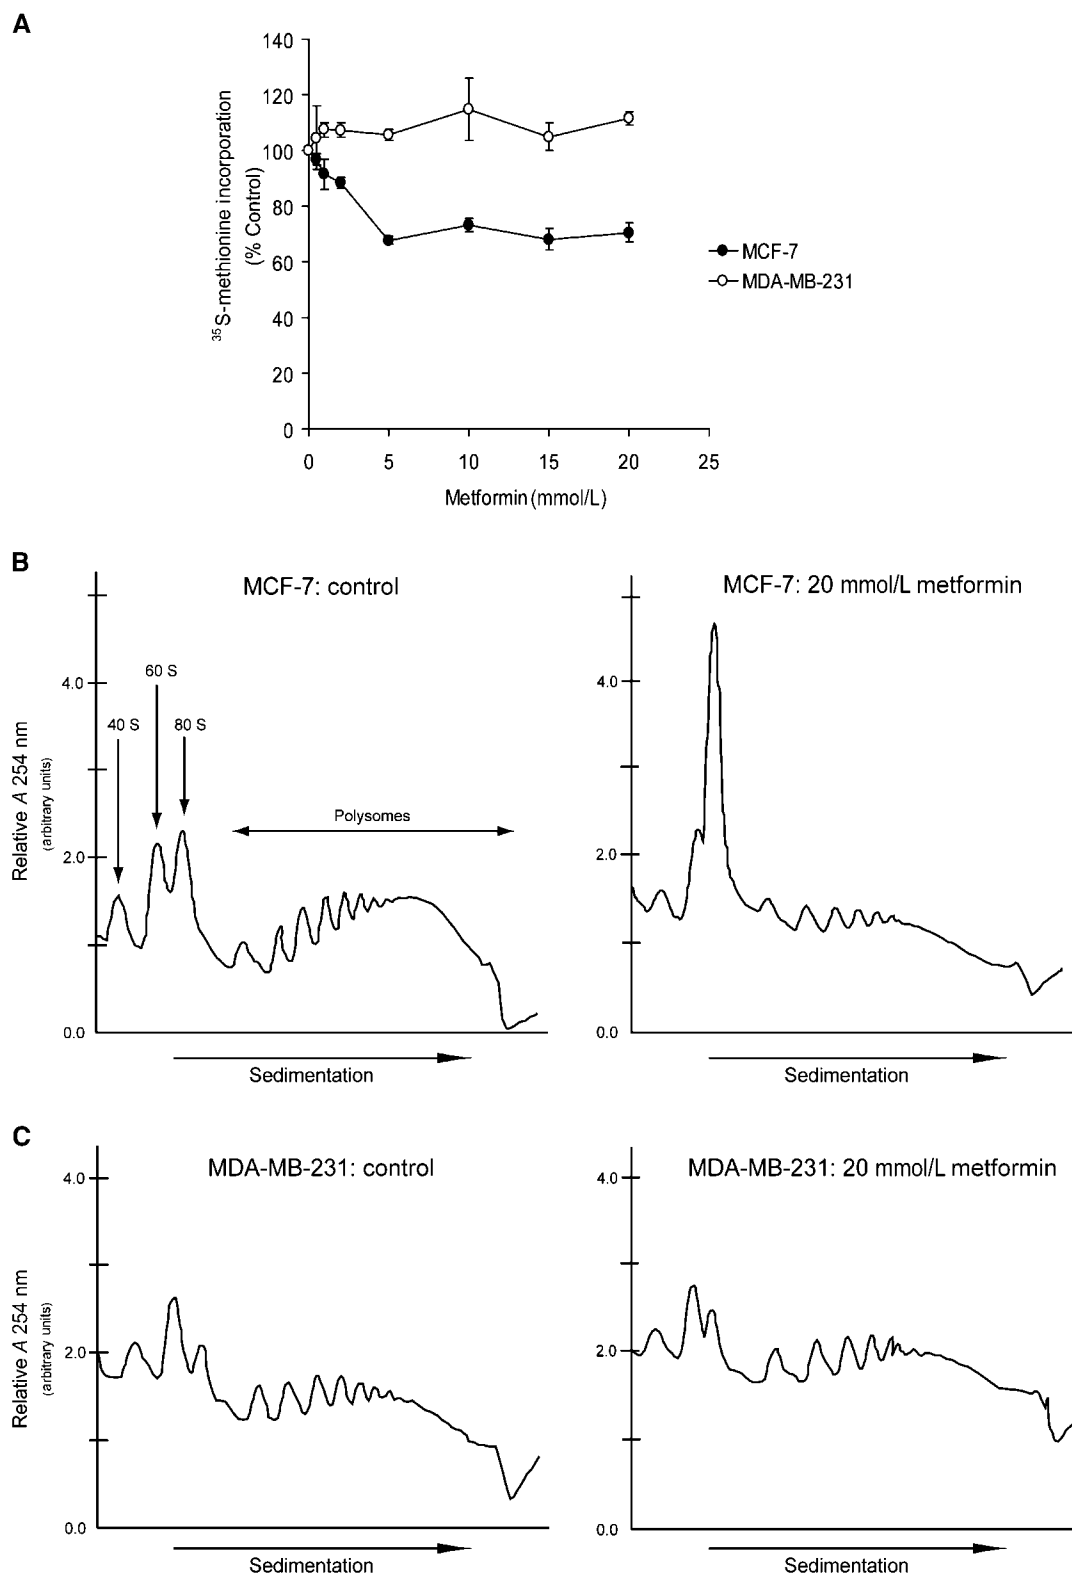 A
140
120
100
80
60
40
20
0
0 5 10 15 20 25
35S-methionine incorporation
(% Control)
Metformin (mmol/L)
MCF-7
MDA-MB-231
B
MCF-7: control
60 S
40 S
80 S
Polysomes
4.0
2.0
0.0
Relative A 254 nm
(arbitrary units)
Sedimentation
MCF-7: 20 mmol/L metformin
4.0
2.0
0.0
Sedimentation
C
MDA-MB-231: control
4.0
2.0
0.0
Relative A 254 nm
(arbitrary units)
Sedimentation
MDA-MB-231: 20 mmol/L metformin
4.0
2.0
0.0
Sedimentation